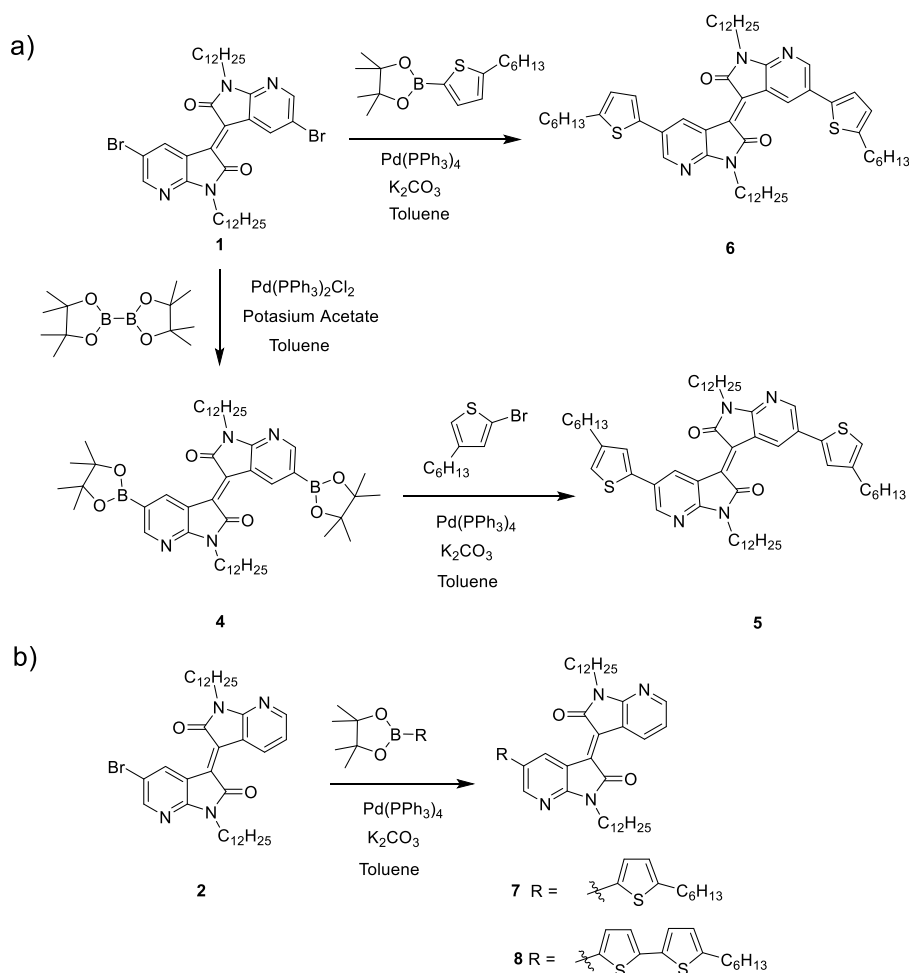 a)
C12H25
N
N
O
Br
Br
O
N
N
C12H25
1
O
B
O
S
C6H13
Pd(PPh3)4
K2CO3
Toluene
C12H25
N
N
O
C6H13
S
S
O
N
N
C6H13
C12H25
6
O
O
B
B
O
O
Pd(PPh3)2Cl2
Potasium Acetate
Toluene
C12H25
N
N
O
O
B
O
B
O
O
O
N
N
C12H25
4
S
Br
C6H13
Pd(PPh3)4
K2CO3
Toluene
C12H25
N
N
C6H13
O
S
S
O
C6H13
N
N
C12H25
5
b)
C12H25
N
N
O
Br
O
N
N
C12H25
2
O
B
R
O
Pd(PPh3)4
K2CO3
Toluene
C12H25
N
N
O
R
O
N
N
C12H25
7 R =
S
C6H13
8 R =
S
S
C6H13